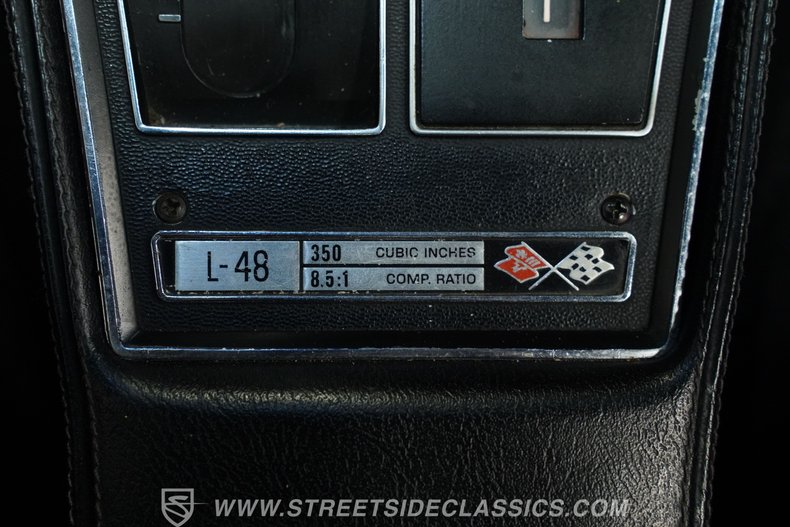 L-48
350 CUBIC INCHES
8.5:1 COMP. RATIO
WWW.STREETSIDECLASSICS.COM